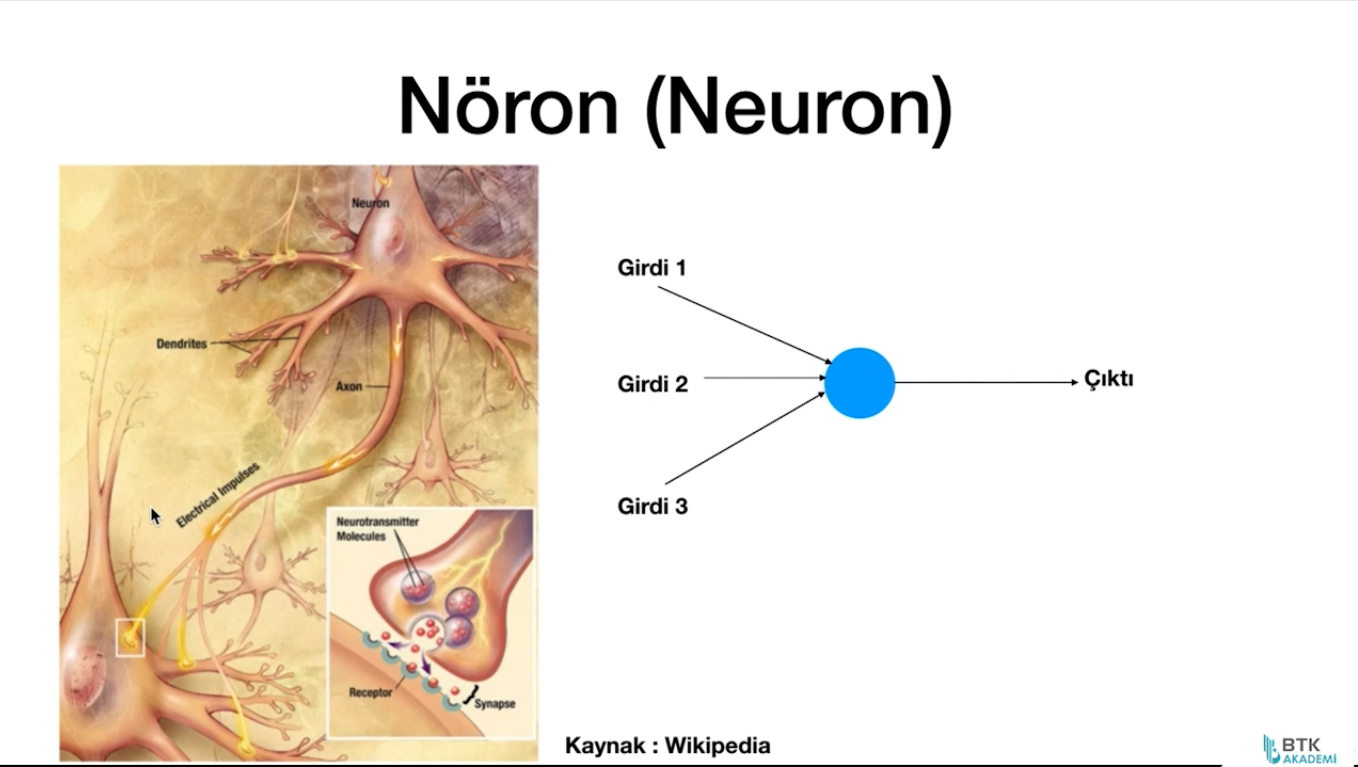 Nöron (Neuron)
Neuron
Dendrites
Axon
Electrical Impulses
Neurotransmitter
Molecules
Receptor
Synapse
Girdi 1
Girdi 2
Girdi 3
Çıktı
Kaynak : Wikipedia
BTK
AKADEMİ